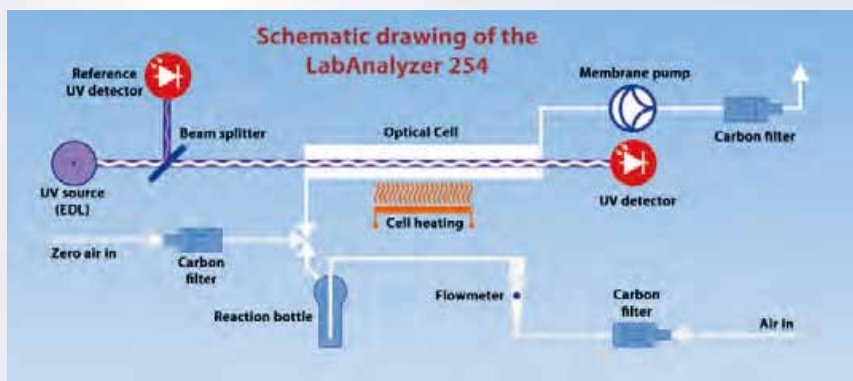 Schematic drawing of the
LabAnalyzer 254
Reference
UV detector
Membrane pump
Beam splitter
Optical Cell
Carbon filter
UV source
(EDL)
UV detector
Cell heating
Zero air in
Carbon
filter
Reaction bottle
Flowmeter
Carbon
filter
Air in